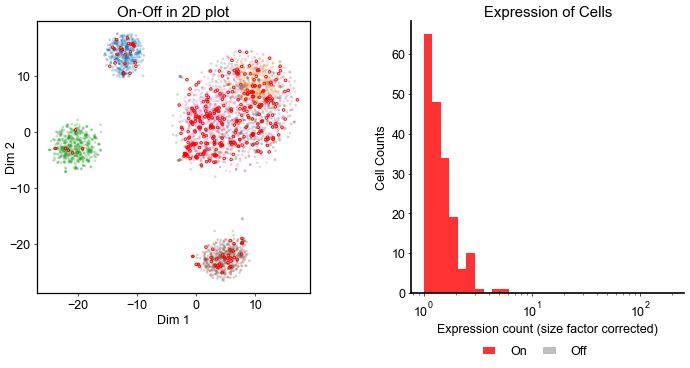 On-Off in 2D plot
Dim 2
10
0
−10
−20
−20
−10
0
10
Dim 1
Expression of Cells
Cell Counts
60
50
40
30
20
10
0
10^0
10^1
10^2
Expression count (size factor corrected)
On
Off